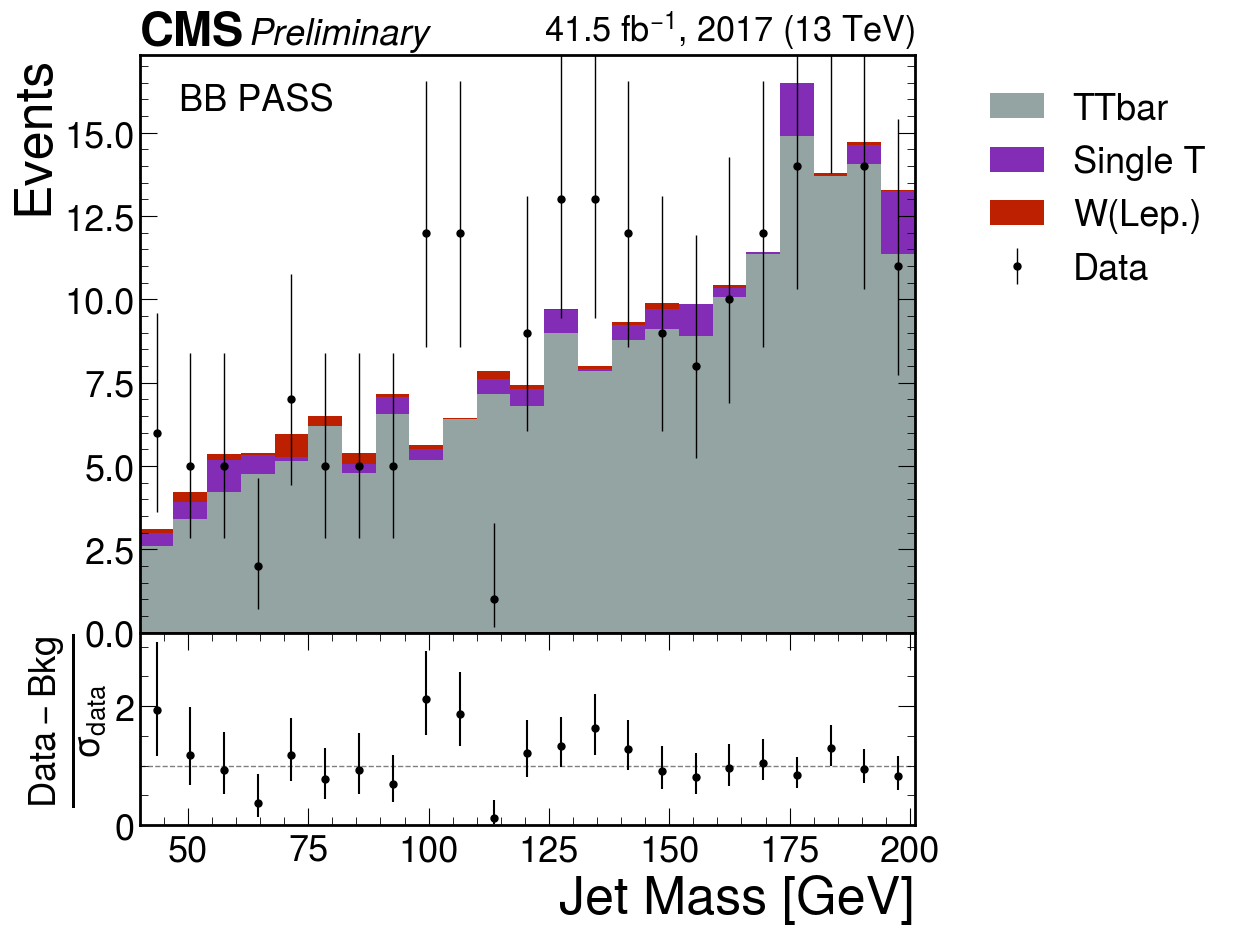 CMS Preliminary 41.5 fb⁻¹, 2017 (13 TeV)
Events
BB PASS
15.0
12.5
10.0
7.5
5.0
2.5
0.0
TTbar
Single T
W(Lep.)
Data
Data − Bkg
σdata
2
0
50 75 100 125 150 175 200
Jet Mass [GeV]